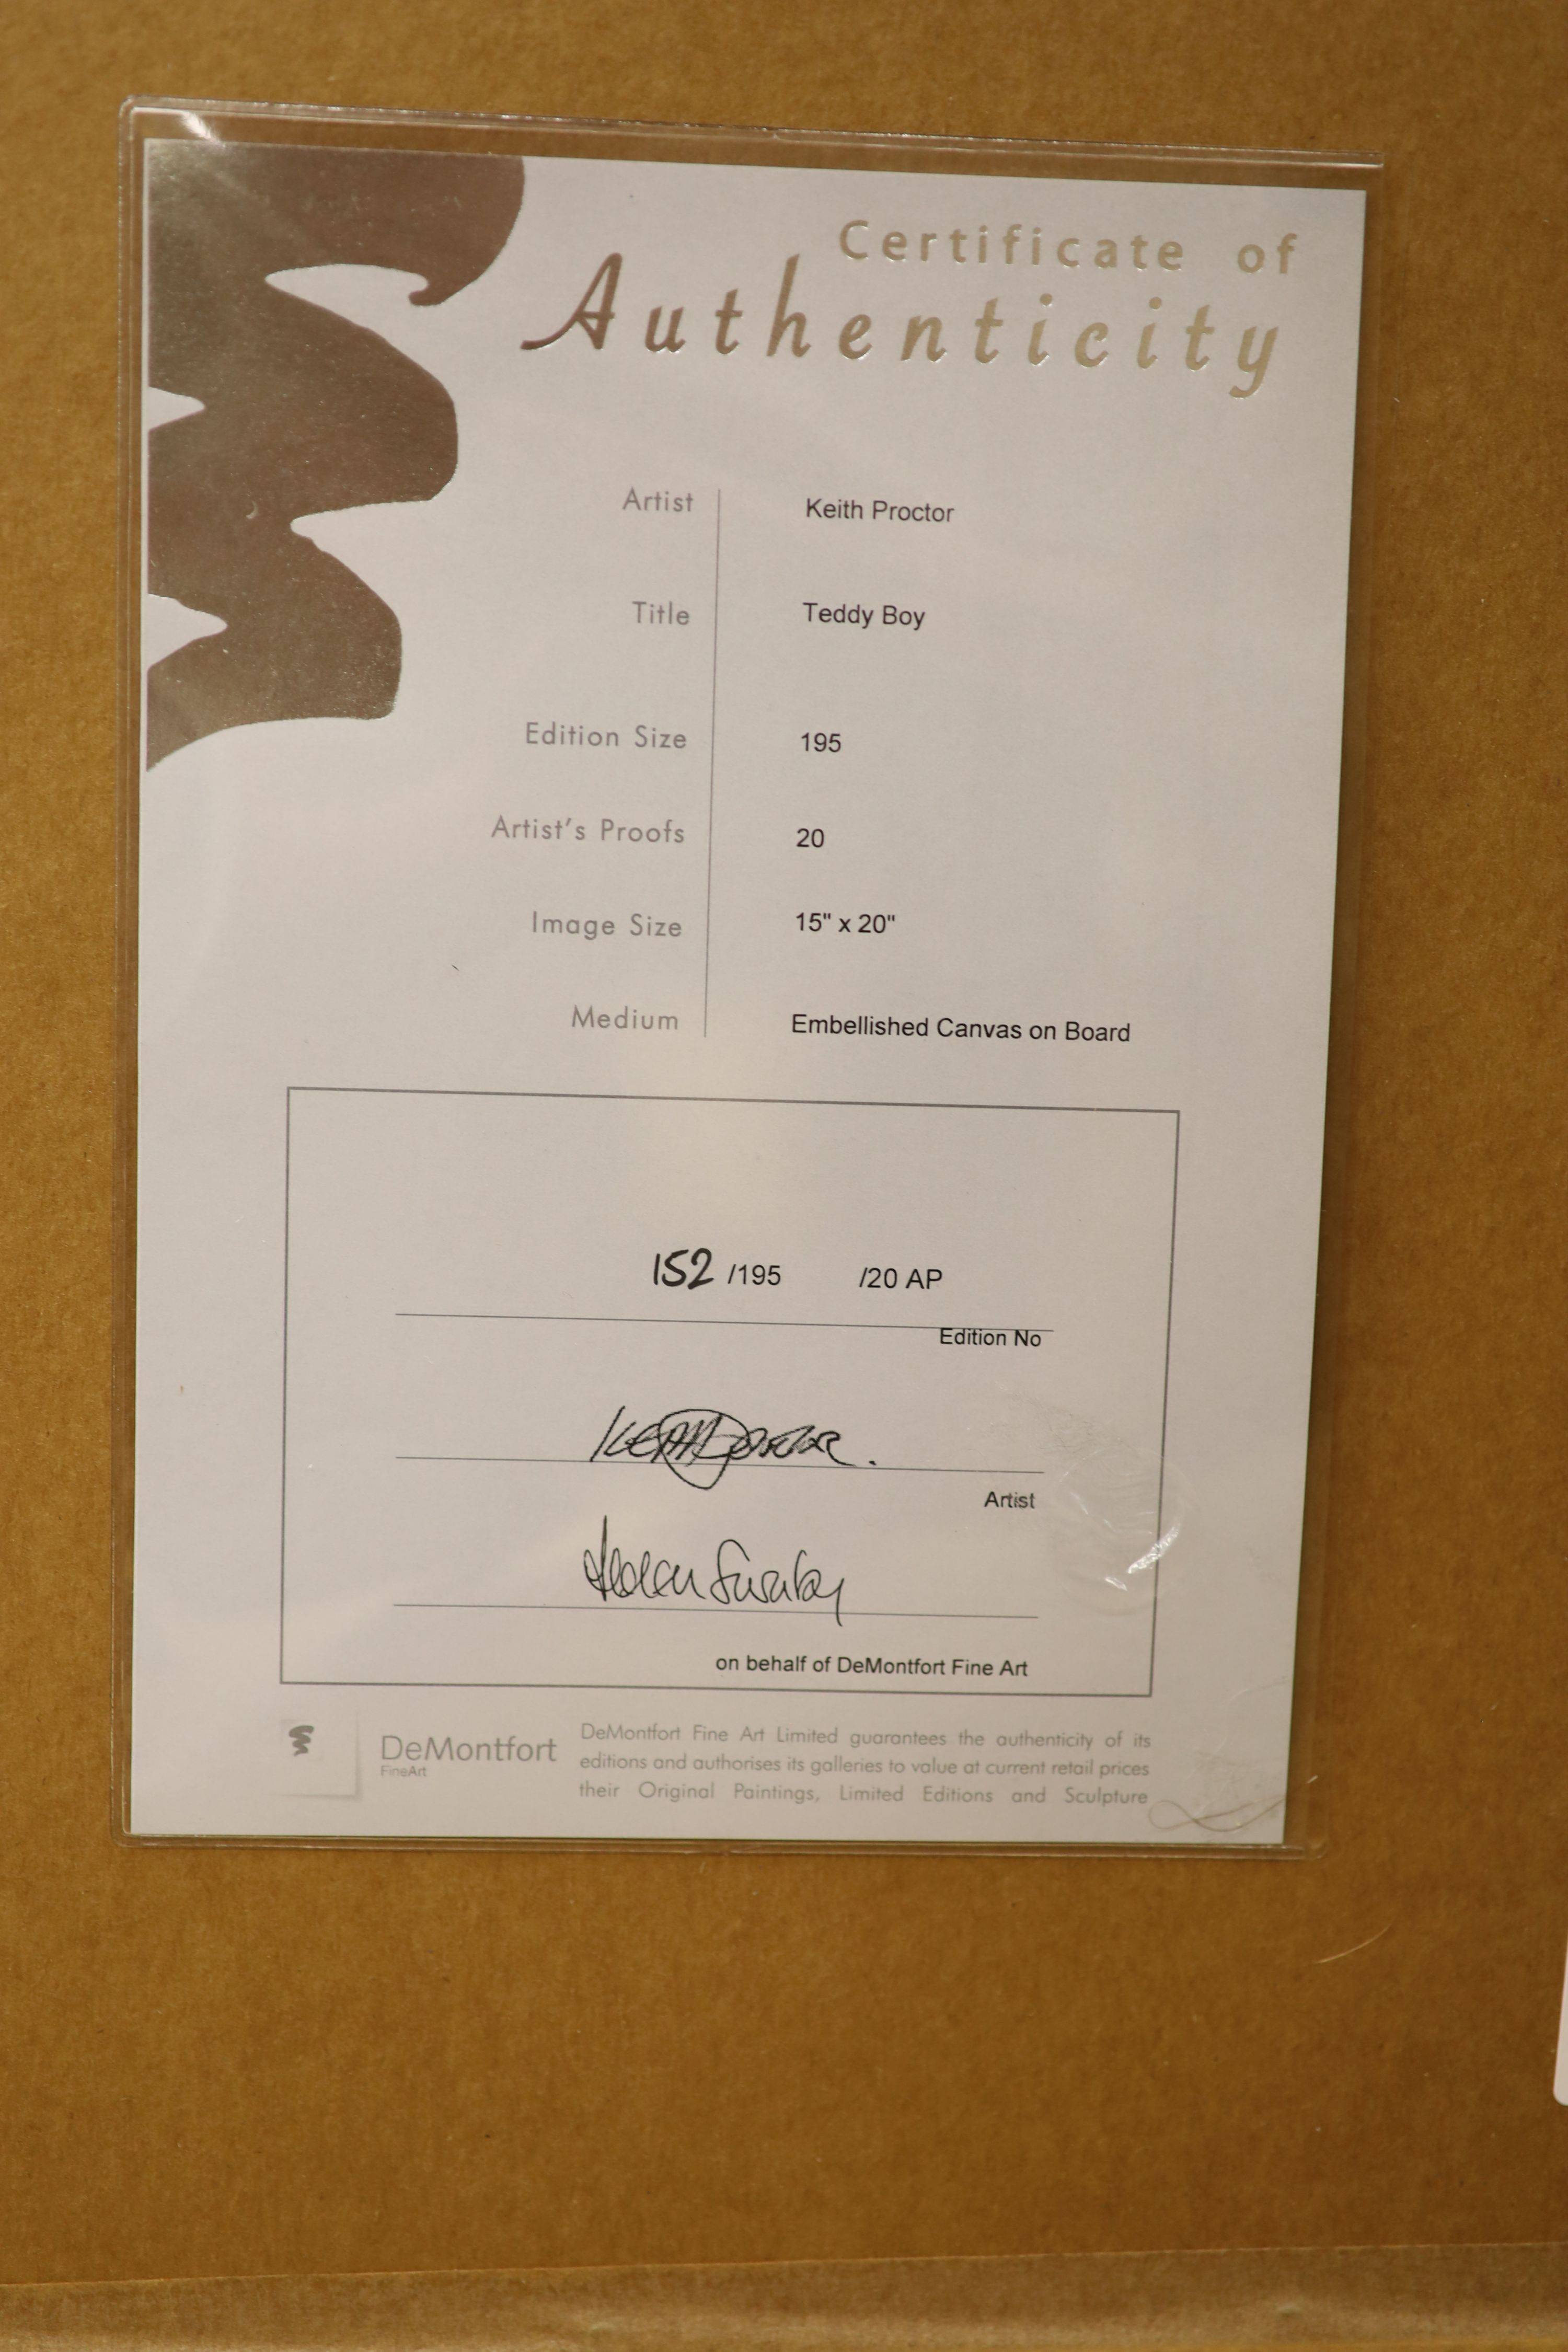 Certificate of
Authenticity
Artist Keith Proctor
Title Teddy Boy
Edition Size 195
Artist's Proofs 20
Image Size 15" x 20"
Medium Embellished Canvas on Board
152 /195 /20 AP
Edition No
Keith Proctor.
Artist
on behalf of DeMontfort Fine Art
DeMontfort
FineArt
DeMontfort Fine Art Limited guarantees the authenticity of its
editions and authorises its galleries to value at current retail prices
their Original Paintings, Limited Editions and Sculpture